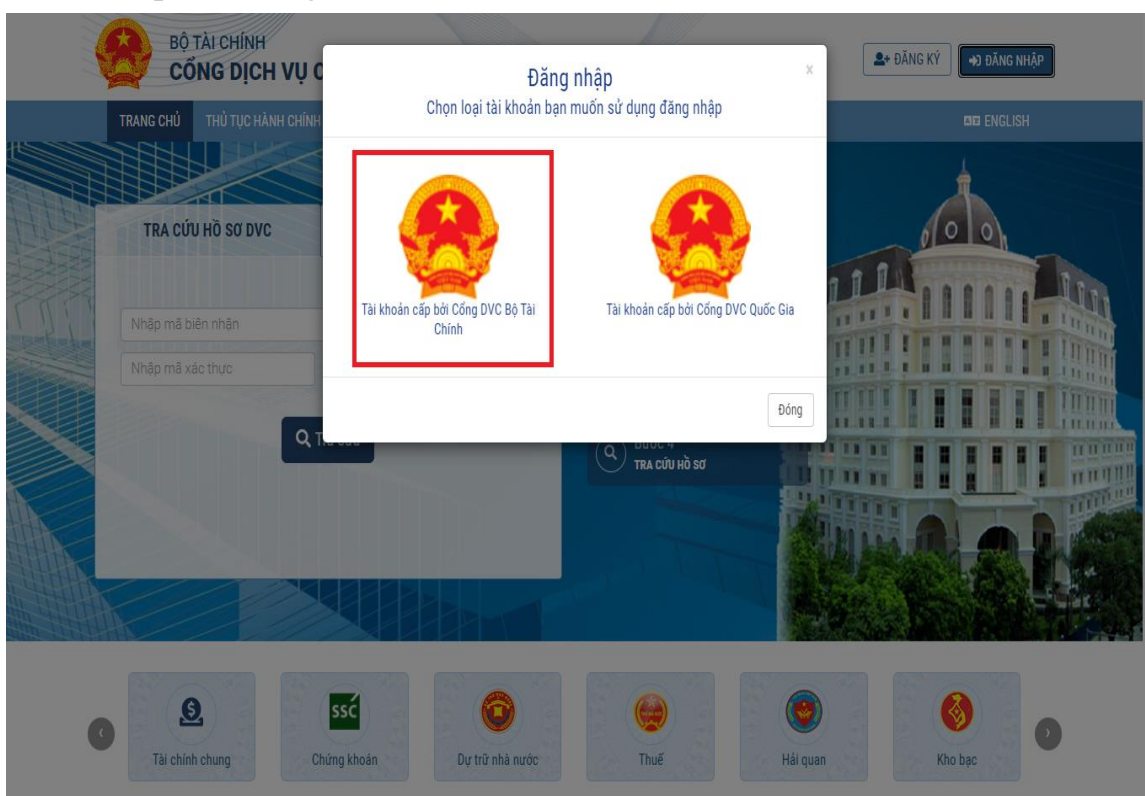 BỘ TÀI CHÍNH
CỔNG DỊCH VỤ C
ĐĂNG KÝ
ĐĂNG NHẬP
TRANG CHỦ
THỦ TỤC HÀNH CHÍNH
ENGLISH
Đăng nhập
x
Chọn loại tài khoản bạn muốn sử dụng đăng nhập
Tài khoản cấp bởi Cổng DVC Bộ Tài
Chính
Tài khoản cấp bởi Cổng DVC Quốc Gia
Đóng
TRA CỨU HỒ SƠ DVC
Nhập mã biên nhận
Nhập mã xác thực
Tra cứu
Bước 4
TRA CỨU HỒ SƠ
SSC
Tài chính chung
Chứng khoán
Dự trữ nhà nước
Thuế
Hải quan
Kho bạc